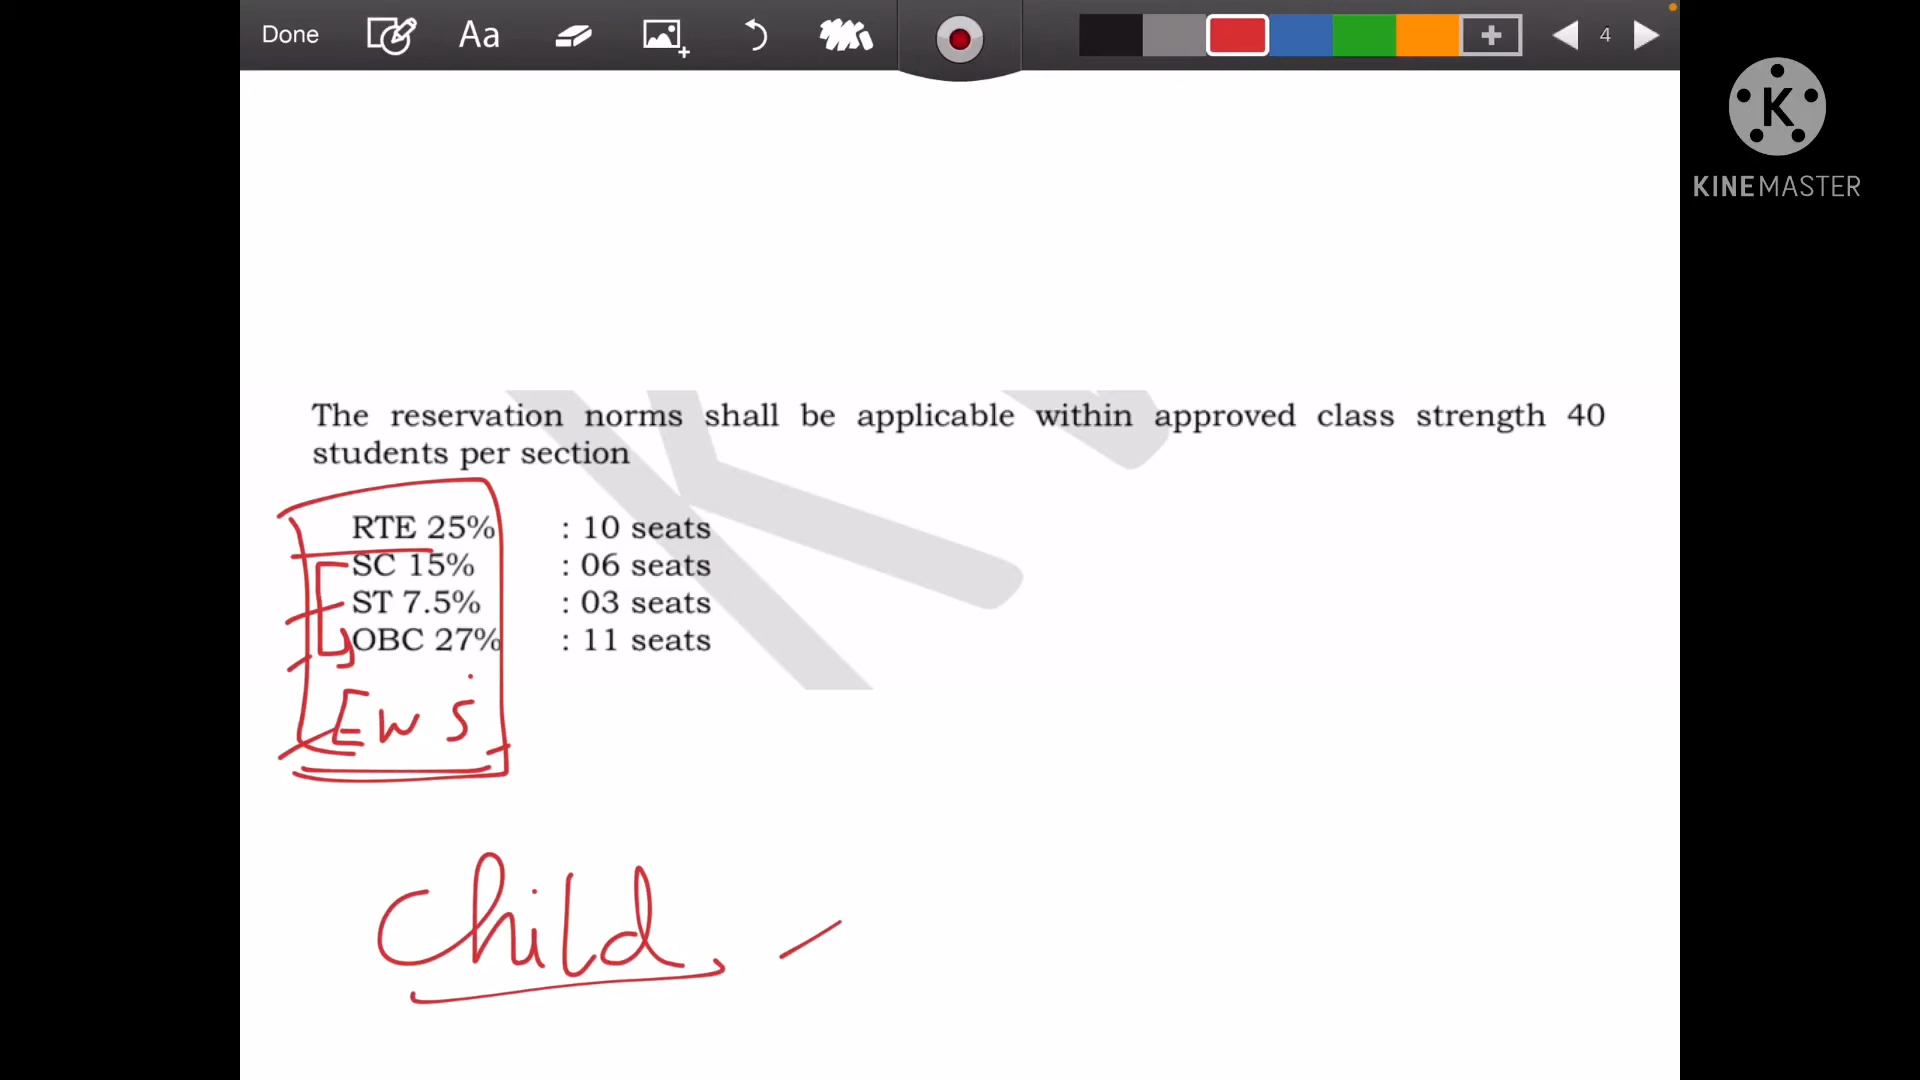 Done Aa 4
KINEMASTER
The reservation norms shall be applicable within approved class strength 40
students per section
RTE 25% : 10 seats
SC 15% : 06 seats
ST 7.5% : 03 seats
OBC 27% : 11 seats
EWS
Child